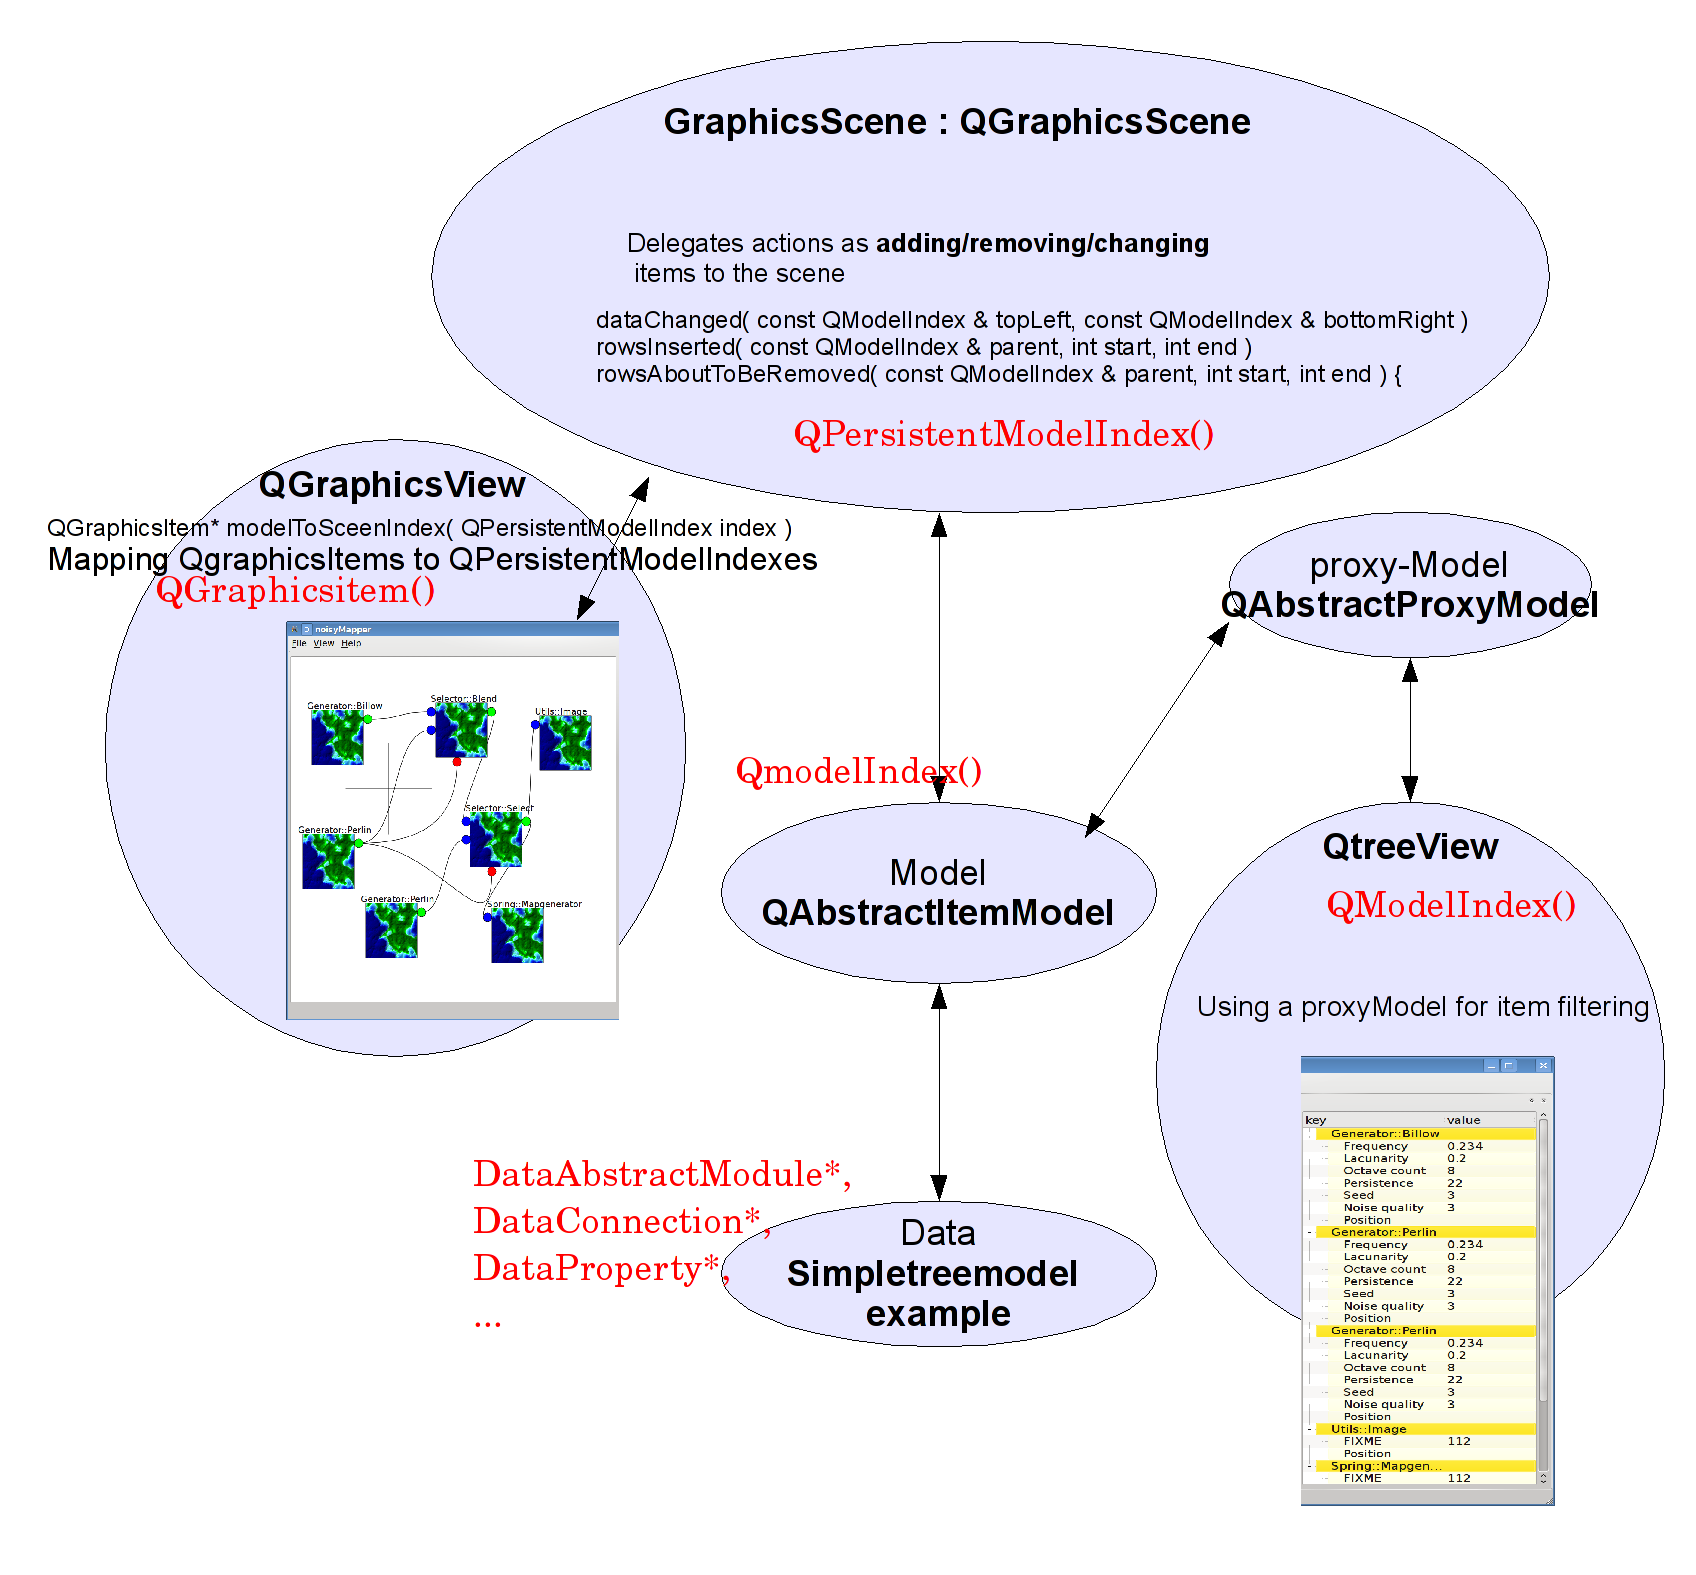 GraphicsScene : QGraphicsScene
Delegates actions as adding/removing/changing
items to the scene
dataChanged( const QModelIndex & topLeft, const QModelIndex & bottomRight )
rowsInserted( const QModelIndex & parent, int start, int end )
rowsAboutToBeRemoved( const QModelIndex & parent, int start, int end ) {
QPersistentModelIndex()
QGraphicsView
QGraphicsItem* modelToSceenIndex( QPersistentModelIndex index )
Mapping QgraphicsItems to QPersistentModelIndexes
QGraphicsitem()
noisyMapper
File View Help
Generator::Billow
Selector::Blend
Utils::Image
Selector::Select
Generator::Perlin
Generator::Perlin
Spring::Mapgenerator
proxy-Model
QAbstractProxyModel
QmodelIndex()
Model
QAbstractItemModel
QtreeView
QModelIndex()
Using a proxyModel for item filtering
DataAbstractModule*,
DataConnection*,
DataProperty*,
...
Data
Simpletreemodel
example
key value
Generator::Billow
Frequency 0.234
Lacunarity 0.2
Octave count 8
Persistence 22
Seed 3
Noise quality 3
Position
Generator::Perlin
Frequency 0.234
Lacunarity 0.2
Octave count 8
Persistence 22
Seed 3
Noise quality 3
Position
Generator::Perlin
Frequency 0.234
Lacunarity 0.2
Octave count 8
Persistence 22
Seed 3
Noise quality 3
Position
Utils::Image
FIXME 112
Position
Spring::Mapgen...
FIXME 112